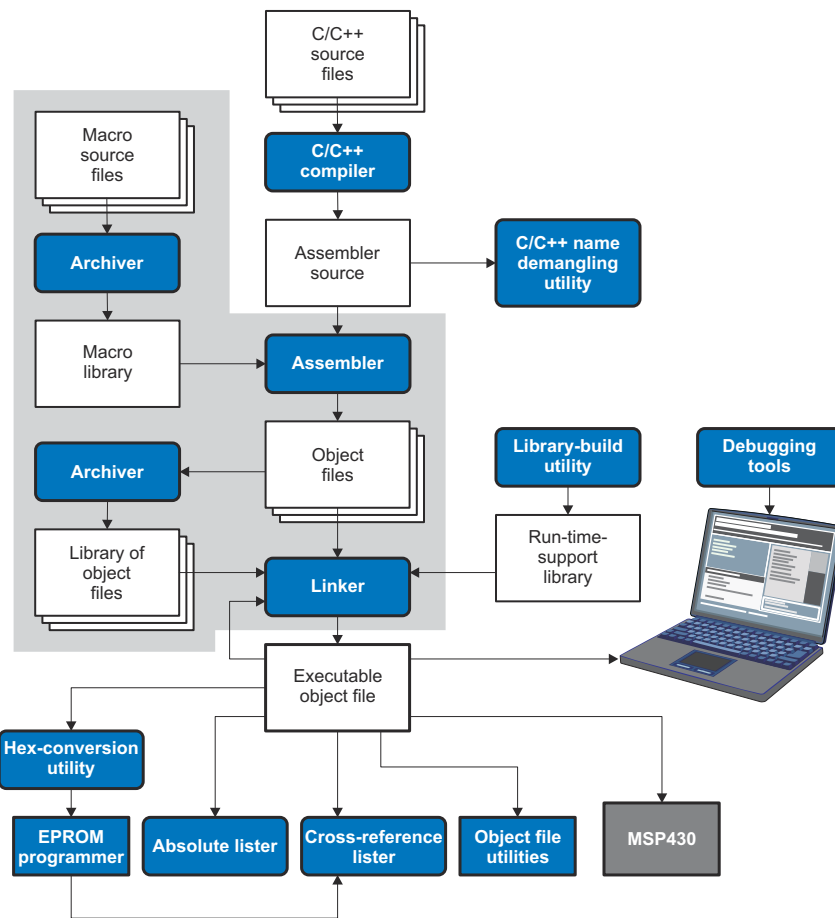 C/C++
source
files
Macro
source
files
C/C++
compiler
Archiver
Assembler
source
C/C++ name
demangling
utility
Macro
library
Assembler
Archiver
Object
files
Library-build
utility
Debugging
tools
Library of
object
files
Linker
Run-time-
support
library
Executable
object file
Hex-conversion
utility
EPROM
programmer
Absolute lister
Cross-reference
lister
Object file
utilities
MSP430